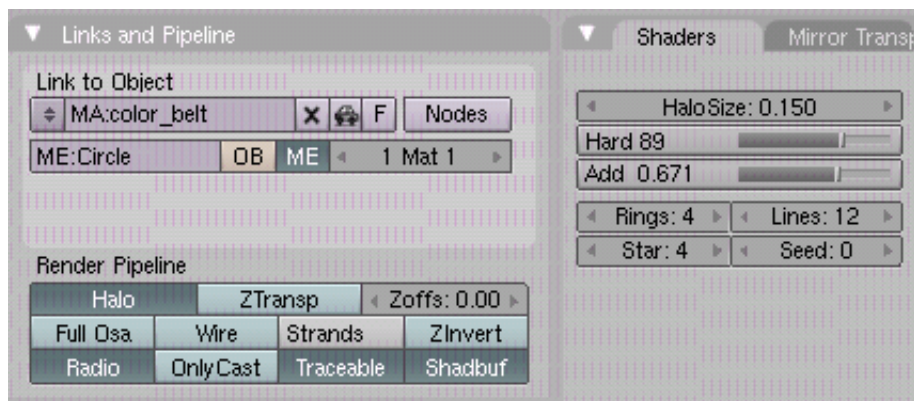 Links and Pipeline
Link to Object
MA:color_belt X F Nodes
ME:Circle OB ME 1 Mat 1
Render Pipeline
Halo ZTransp Zoffs: 0.00
Full Osa Wire Strands ZInvert
Radio OnlyCast Traceable Shadbuf
Shaders Mirror Transp
HaloSize: 0.150
Hard 89
Add 0.671
Rings: 4 Lines: 12
Star: 4 Seed: 0